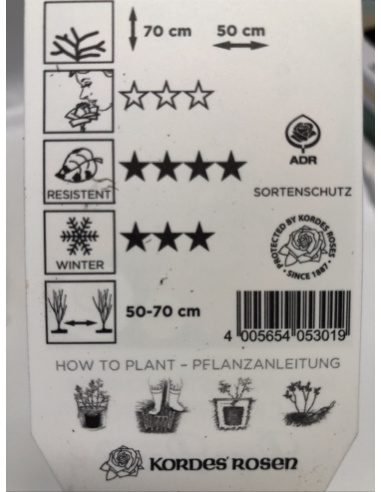 70 cm 50 cm
ADR
RESISTENT
SORTENSCHUTZ
PROTECTED BY KORDES ROSES
• SINCE 1887 •
WINTER
50-70 cm
4 005654 053019
HOW TO PLANT – PFLANZANLEITUNG
KORDES' ROSEN